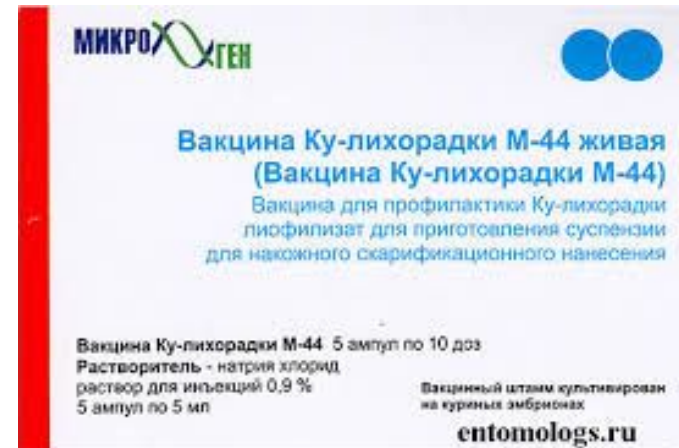 МИКРОГЕН
Вакцина Ку-лихорадки М-44 живая
(Вакцина Ку-лихорадки М-44)
Вакцина для профилактики Ку-лихорадки
лиофилизат для приготовления суспензии
для накожного скарификационного нанесения
Вакцина Ку-лихорадки М-44 5 ампул по 10 доз
Растворитель - натрия хлорид
раствор для инъекций 0,9 %
5 ампул по 5 мл
Вакцинный штамм культивирован
на куриных эмбрионах
entomologs.ru